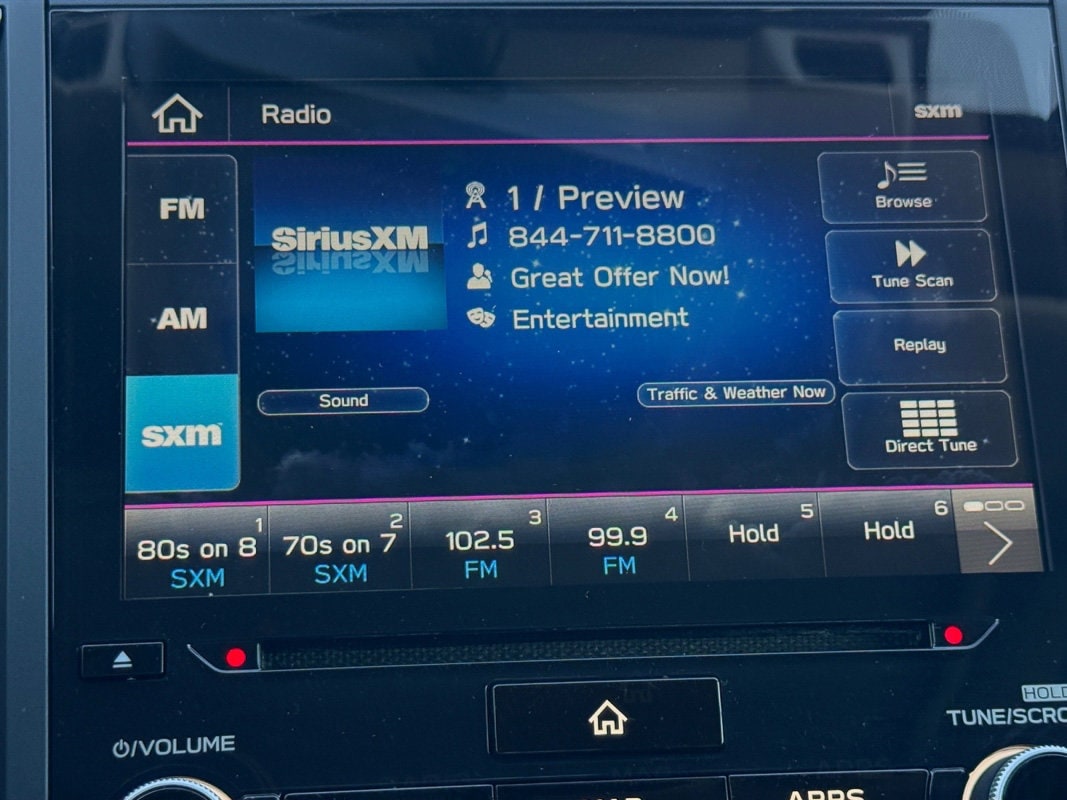 Radio
sxm
FM
AM
sxm
SiriusXM
1 / Preview
844-711-8800
Great Offer Now!
Entertainment
Sound
Traffic & Weather Now
Browse
Tune Scan
Replay
Direct Tune
1
80s on 8
SXM
2
70s on 7
SXM
3
102.5
FM
4
99.9
FM
5
Hold
6
Hold
/VOLUME
HOLD
TUNE/SCRO
APPS